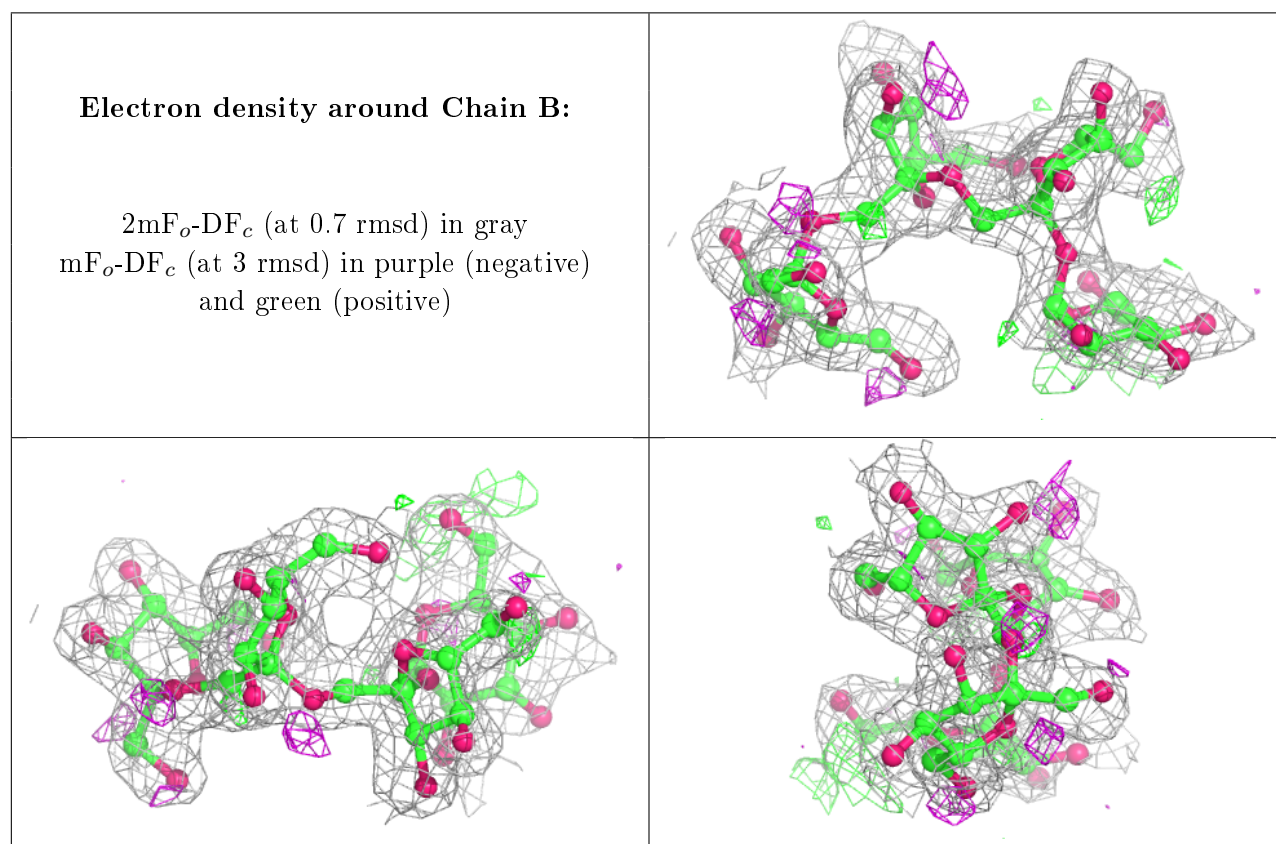 Electron density around Chain B:
2mFₒ-DF𝒸 (at 0.7 rmsd) in gray
mFₒ-DF𝒸 (at 3 rmsd) in purple (negative)
and green (positive)